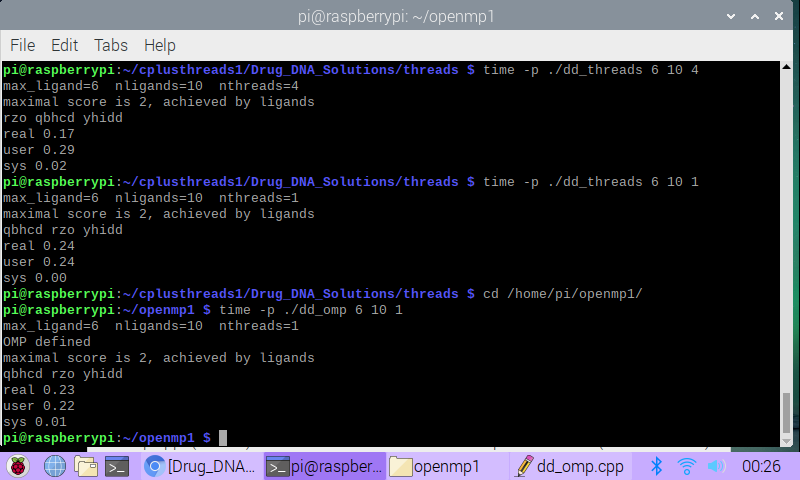 pi@raspberrypi: ~/openmp1
File Edit Tabs Help
pi@raspberrypi:~/cplusthreads1/Drug_DNA_Solutions/threads $ time -p ./dd_threads 6 10 4
max_ligand=6  nligands=10  nthreads=4
maximal score is 2, achieved by ligands
rzo qbhcd yhidd
real 0.17
user 0.29
sys 0.02
pi@raspberrypi:~/cplusthreads1/Drug_DNA_Solutions/threads $ time -p ./dd_threads 6 10 1
max_ligand=6  nligands=10  nthreads=1
maximal score is 2, achieved by ligands
qbhcd rzo yhidd
real 0.24
user 0.24
sys 0.00
pi@raspberrypi:~/cplusthreads1/Drug_DNA_Solutions/threads $ cd /home/pi/openmp1/
pi@raspberrypi:~/openmp1 $ time -p ./dd_omp 6 10 1
max_ligand=6  nligands=10  nthreads=1
OMP defined
maximal score is 2, achieved by ligands
qbhcd rzo yhidd
real 0.23
user 0.22
sys 0.01
pi@raspberrypi:~/openmp1 $
[Drug_DNA... pi@raspber... openmp1 dd_omp.cpp 00:26